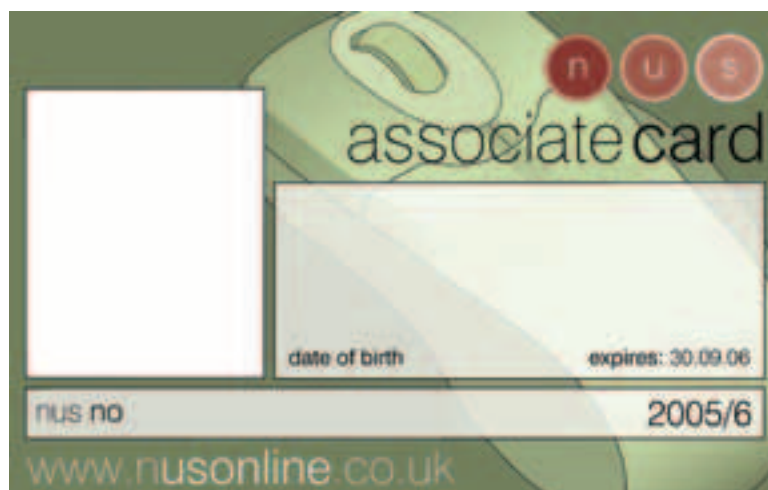 n u s
associate card
date of birth expires: 30.09.06
nus no 2005/6
www.nusonline.co.uk